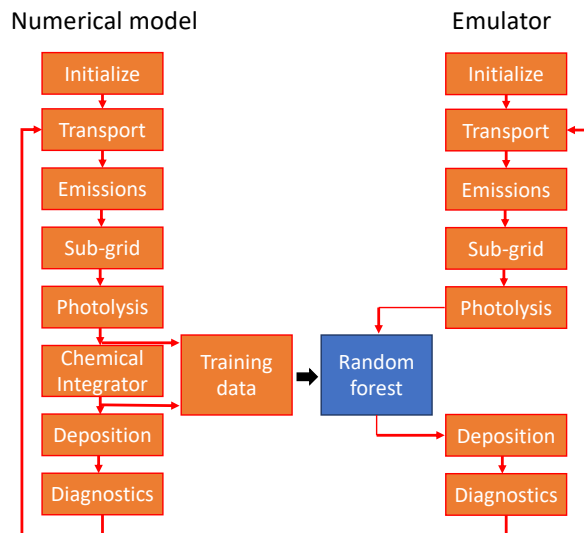 Numerical model
Initialize
Transport
Emissions
Sub-grid
Photolysis
Chemical
Integrator
Deposition
Diagnostics
Training
data
Random
forest
Emulator
Initialize
Transport
Emissions
Sub-grid
Photolysis
Deposition
Diagnostics